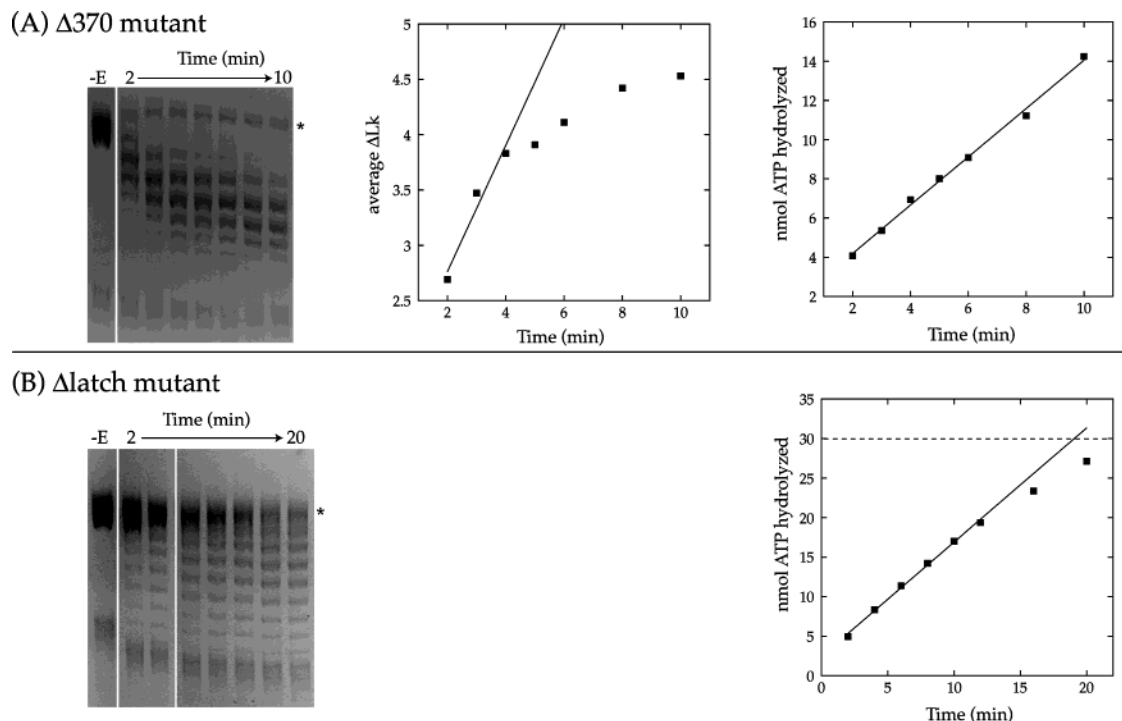 (A) Δ370 mutant
Time (min)
-E 2 10
*
average ΔLk
5
4.5
4
3.5
3
2.5
2 4 6 8 10
Time (min)
nmol ATP hydrolyzed
16
14
12
10
8
6
4
2
2 4 6 8 10
Time (min)
(B) Δlatch mutant
Time (min)
-E 2 20
*
nmol ATP hydrolyzed
35
30
25
20
15
10
5
0
0 5 10 15 20
Time (min)